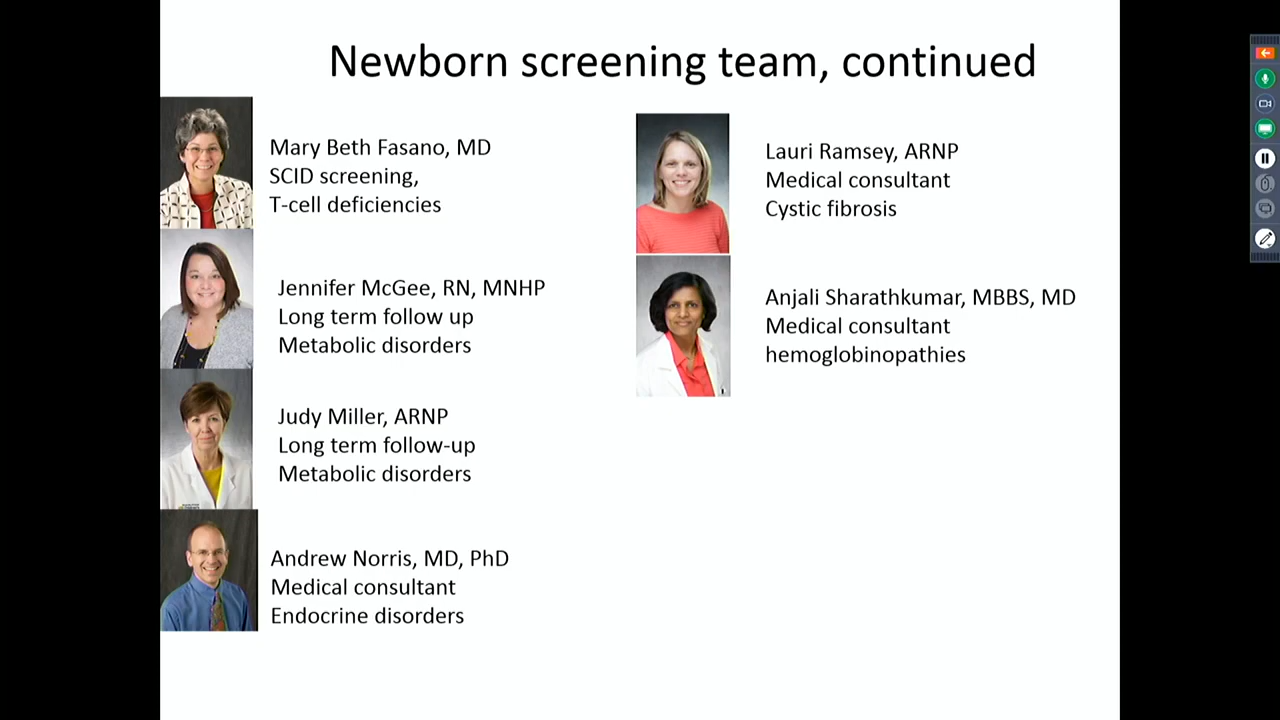 Newborn screening team, continued
Mary Beth Fasano, MD
SCID screening,
T-cell deficiencies
Jennifer McGee, RN, MNHP
Long term follow up
Metabolic disorders
Judy Miller, ARNP
Long term follow-up
Metabolic disorders
Andrew Norris, MD, PhD
Medical consultant
Endocrine disorders
Lauri Ramsey, ARNP
Medical consultant
Cystic fibrosis
Anjali Sharathkumar, MBBS, MD
Medical consultant
hemoglobinopathies